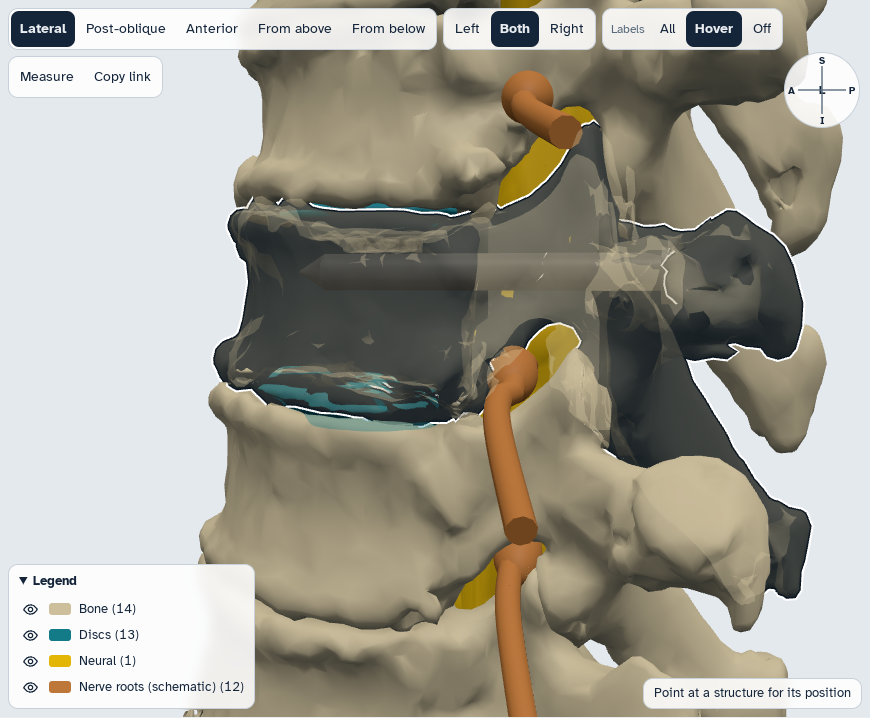 Lateral Post-oblique Anterior From above From below Left Both Right Labels All Hover Off
Measure Copy link
S
A L P
I
▼ Legend
Bone (14)
Discs (13)
Neural (1)
Nerve roots (schematic) (12)
Point at a structure for its position